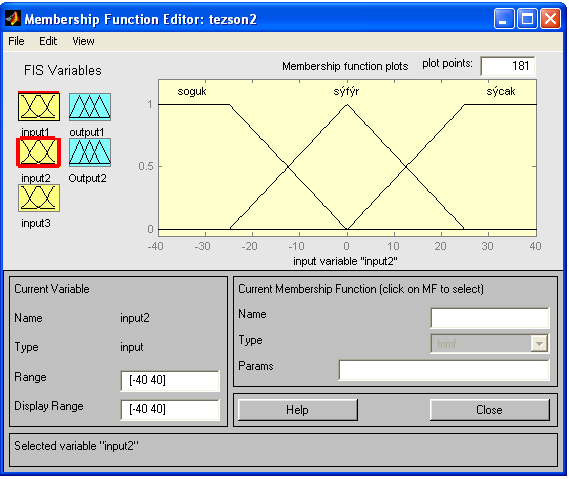 Membership Function Editor: tezson2
File Edit View
FIS Variables
Membership function plots plot points: 181
soguk sýfýr sýcak
input1 output1
input2 Output2
input3
1
0.5
0
-40 -30 -20 -10 0 10 20 30 40
input variable "input2"
Current Variable
Name input2
Type input
Range [-40 40]
Display Range [-40 40]
Current Membership Function (click on MF to select)
Name
Type trimf
Params
Help Close
Selected variable "input2"